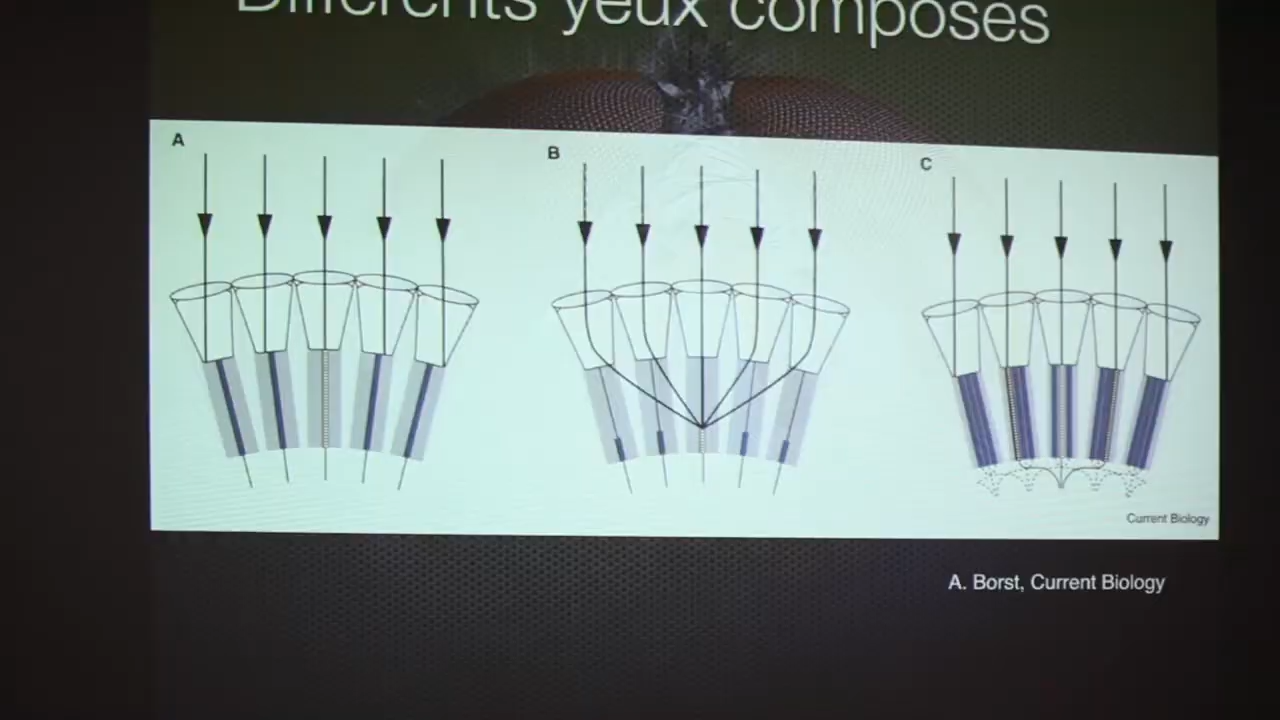 Différents yeux composés
A
B
C
Current Biology
A. Borst, Current Biology